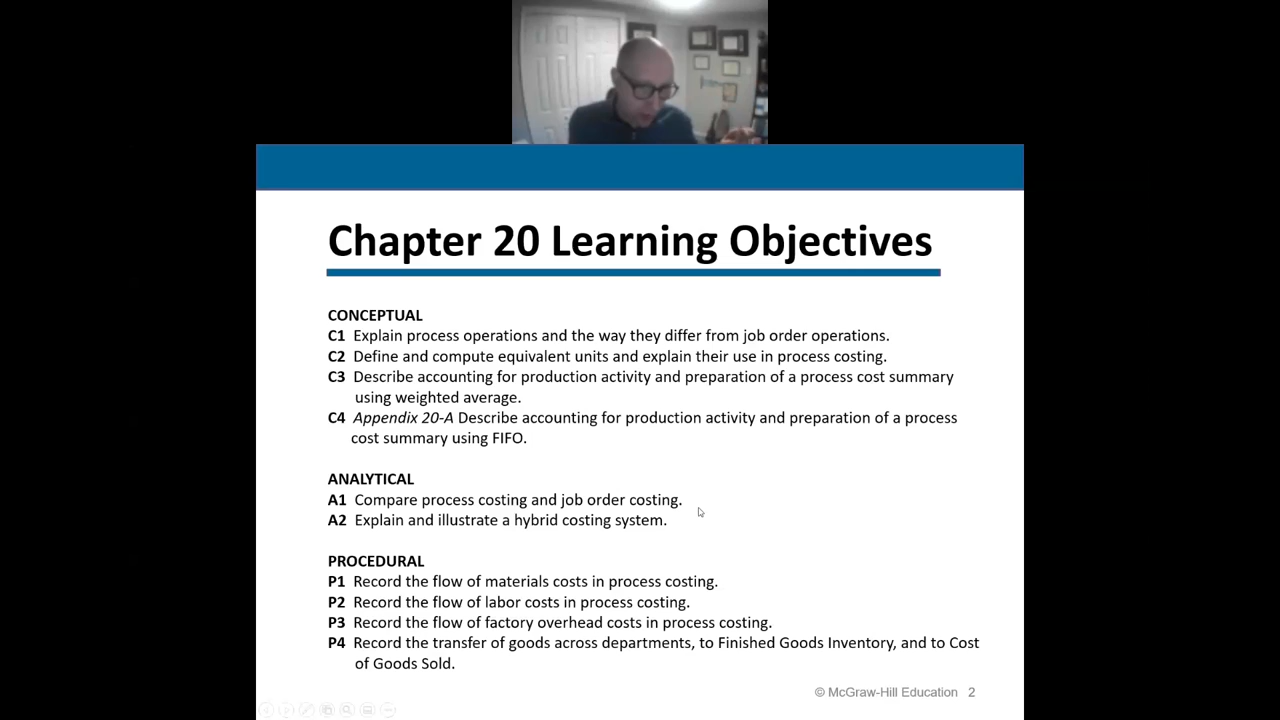 Chapter 20 Learning Objectives
CONCEPTUAL
C1 Explain process operations and the way they differ from job order operations.
C2 Define and compute equivalent units and explain their use in process costing.
C3 Describe accounting for production activity and preparation of a process cost summary
using weighted average.
C4 Appendix 20-A Describe accounting for production activity and preparation of a process
cost summary using FIFO.
ANALYTICAL
A1 Compare process costing and job order costing.
A2 Explain and illustrate a hybrid costing system.
PROCEDURAL
P1 Record the flow of materials costs in process costing.
P2 Record the flow of labor costs in process costing.
P3 Record the flow of factory overhead costs in process costing.
P4 Record the transfer of goods across departments, to Finished Goods Inventory, and to Cost
of Goods Sold.
© McGraw-Hill Education 2